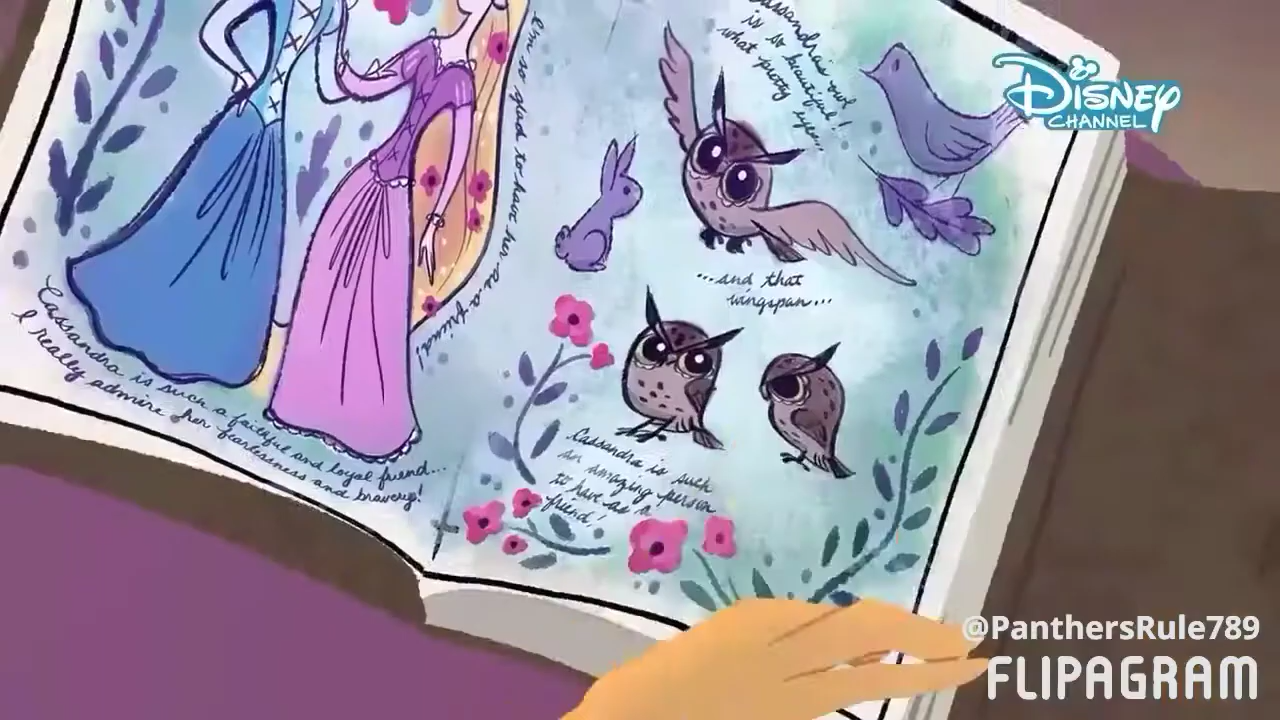 I'm so glad to have her as a friend!
Cassandra is such a faithful and loyal friend...
I really admire her fearlessness and bravery!
Cassandra's owl
is so beautiful!
what pretty eyes...
...and that
wingspan...
Cassandra is such
an amazing person
to have as a
friend!
Disney
CHANNEL
@PanthersRule789
FLIPAGRAM